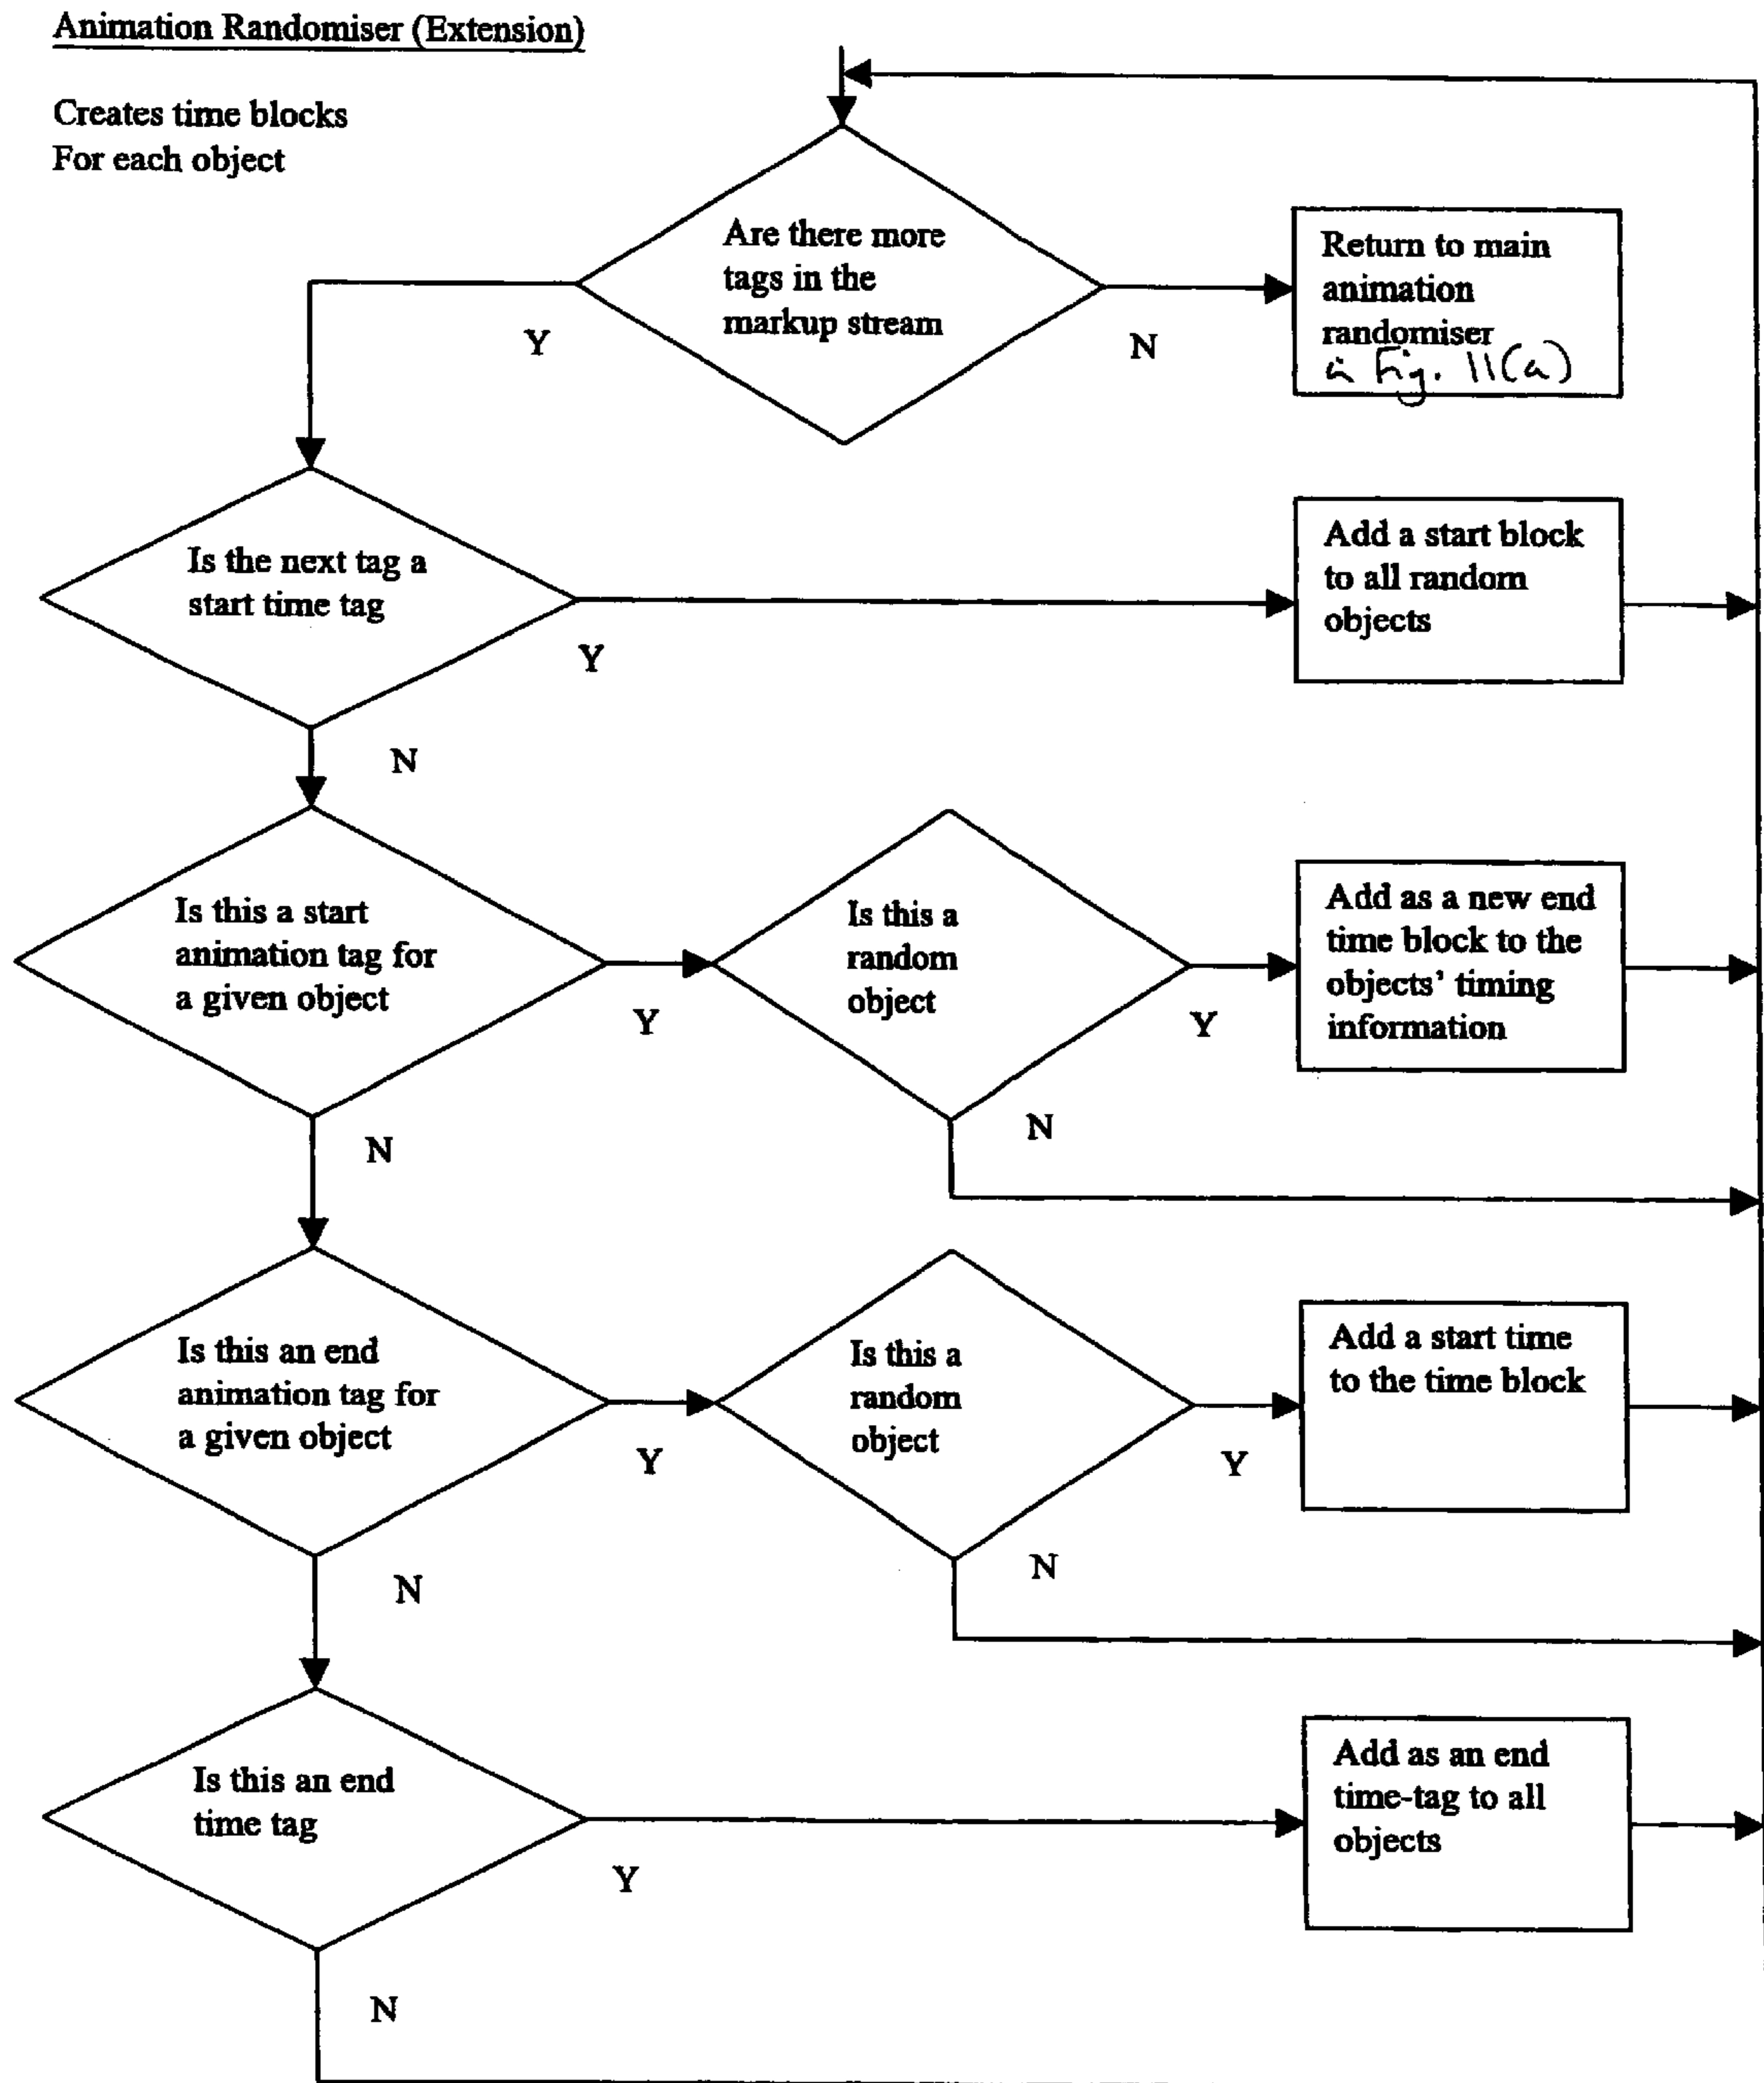 Animation Randomiser (Extension)
Creates time blocks
For each object
Are there more
tags in the
markup stream
Y
N
Return to main
animation
randomiser
in Fig. 11(a)
Is the next tag a
start time tag
Y
N
Add a start block
to all random
objects
Is this a start
animation tag for
a given object
Y
N
Is this a
random
object
Y
N
Add as a new end
time block to the
objects' timing
information
Is this an end
animation tag for
a given object
Y
N
Is this a
random
object
Y
N
Add a start time
to the time block
Is this an end
time tag
Y
N
Add as an end
time-tag to all
objects